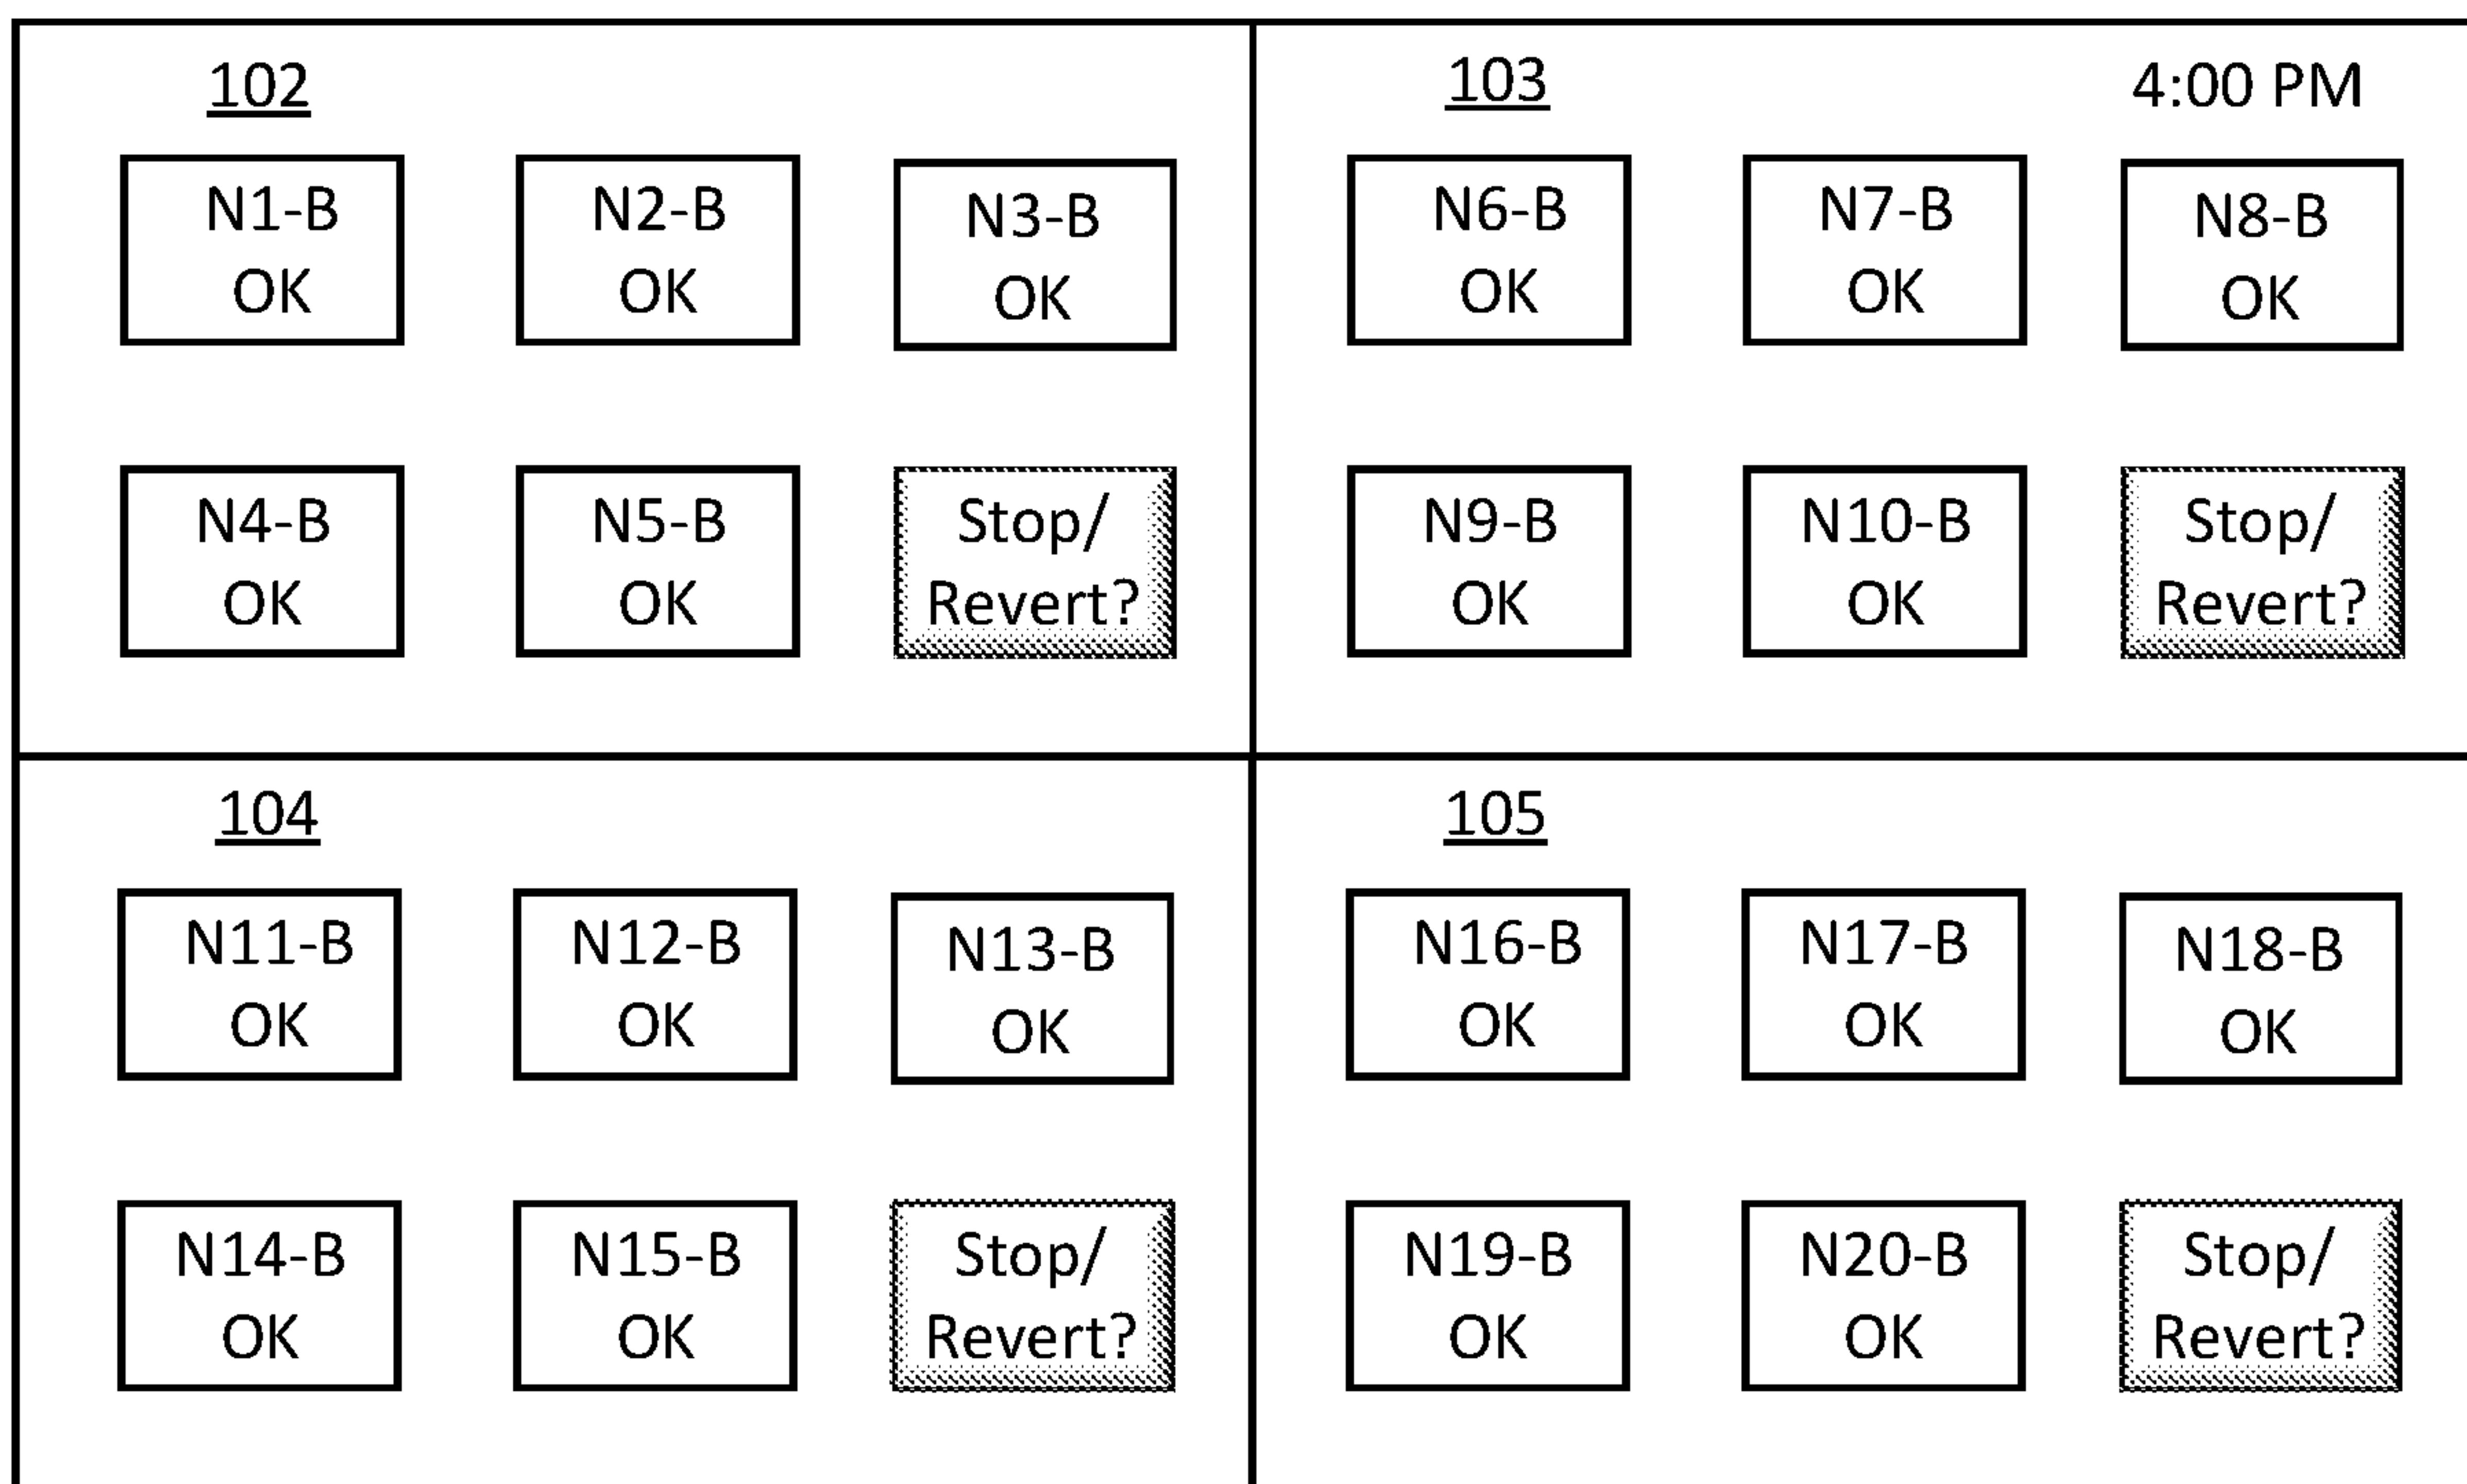 102
N1-B
OK
N2-B
OK
N3-B
OK
N4-B
OK
N5-B
OK
Stop/
Revert?
103
4:00 PM
N6-B
OK
N7-B
OK
N8-B
OK
N9-B
OK
N10-B
OK
Stop/
Revert?
104
N11-B
OK
N12-B
OK
N13-B
OK
N14-B
OK
N15-B
OK
Stop/
Revert?
105
N16-B
OK
N17-B
OK
N18-B
OK
N19-B
OK
N20-B
OK
Stop/
Revert?